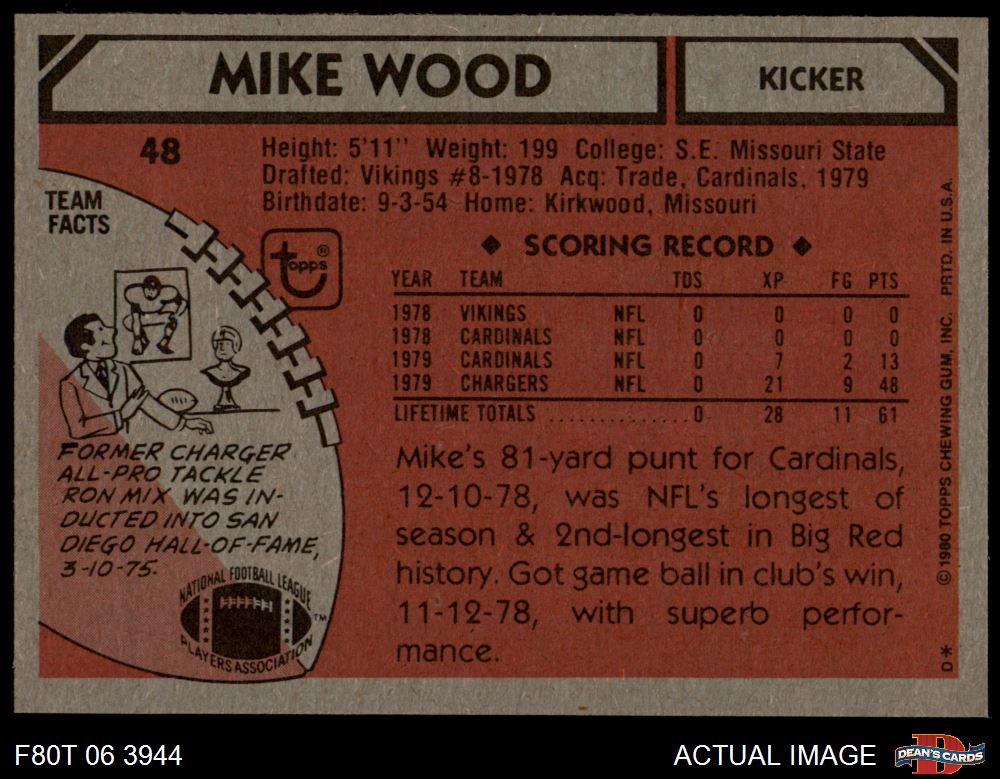 MIKE WOOD
KICKER
48
Height: 5'11" Weight: 199 College: S.E. Missouri State
Drafted: Vikings #8-1978 Acq: Trade, Cardinals, 1979
Birthdate: 9-3-54 Home: Kirkwood, Missouri
TEAM
FACTS
topps ®
◆ SCORING RECORD ◆
YEAR TEAM TDS XP FG PTS
1978 VIKINGS NFL 0 0 0 0
1978 CARDINALS NFL 0 0 0 0
1979 CARDINALS NFL 0 7 2 13
1979 CHARGERS NFL 0 21 9 48
LIFETIME TOTALS .............. 0 28 11 61
FORMER CHARGER
ALL-PRO TACKLE
RON MIX WAS IN-
DUCTED INTO SAN
DIEGO HALL-OF-FAME,
3-10-75.
NATIONAL FOOTBALL LEAGUE
PLAYERS ASSOCIATION
TM
Mike's 81-yard punt for Cardinals,
12-10-78, was NFL's longest of
season & 2nd-longest in Big Red
history. Got game ball in club's win,
11-12-78, with superb perfor-
mance.
D* © 1980 TOPPS CHEWING GUM, INC. PRTD. IN U.S.A.
F80T 06 3944
ACTUAL IMAGE
D
DEAN'S CARDS